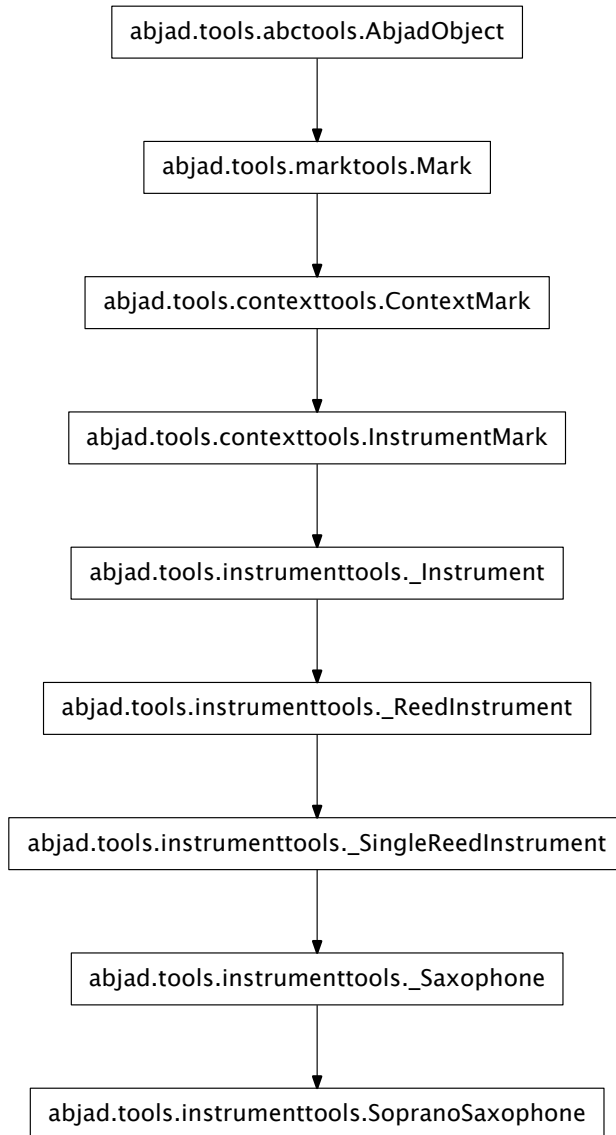 abjad.tools.abctools.AbjadObject
abjad.tools.marktools.Mark
abjad.tools.contexttools.ContextMark
abjad.tools.contexttools.InstrumentMark
abjad.tools.instrumenttools._Instrument
abjad.tools.instrumenttools._ReedInstrument
abjad.tools.instrumenttools._SingleReedInstrument
abjad.tools.instrumenttools._Saxophone
abjad.tools.instrumenttools.SopranoSaxophone